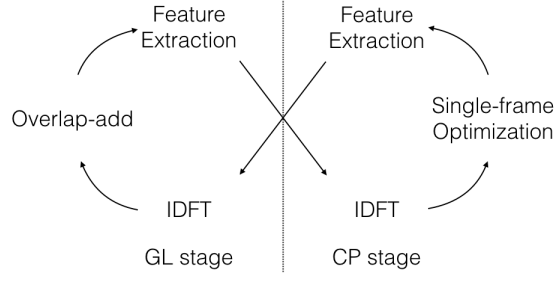 Feature
Extraction
Feature
Extraction
Overlap-add
Single-frame
Optimization
IDFT
IDFT
GL stage
CP stage